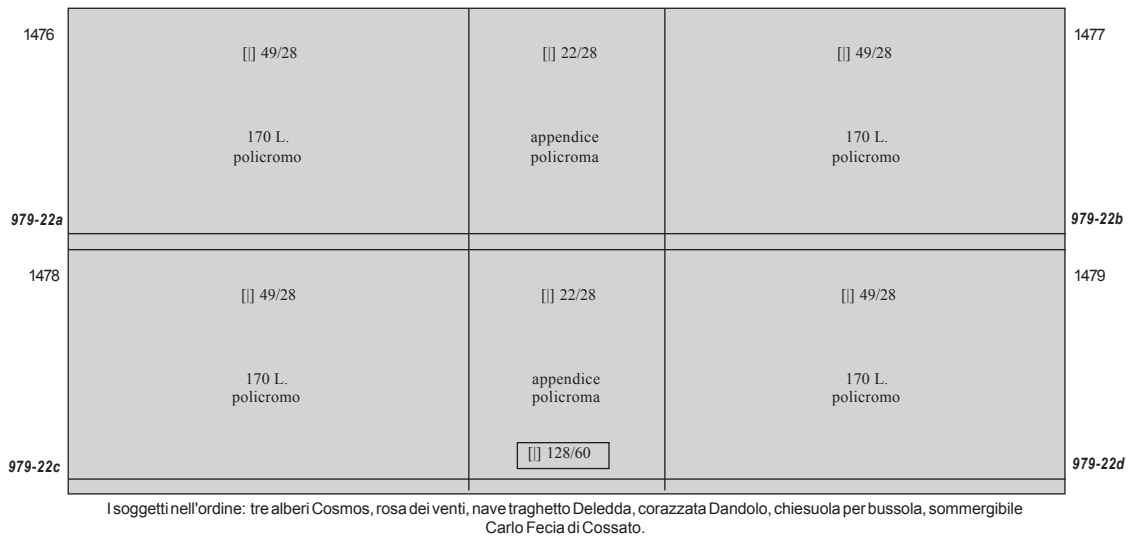 1476
[|] 49/28
[|] 22/28
[|] 49/28
1477
170 L.
policromo
appendice
policroma
170 L.
policromo
979-22a
979-22b
1478
[|] 49/28
[|] 22/28
[|] 49/28
1479
170 L.
policromo
appendice
policroma
170 L.
policromo
[|] 128/60
979-22c
979-22d
I soggetti nell'ordine: tre alberi Cosmos, rosa dei venti, nave traghetto Deledda, corazzata Dandolo, chiesuola per bussola, sommergibile
Carlo Fecia di Cossato.